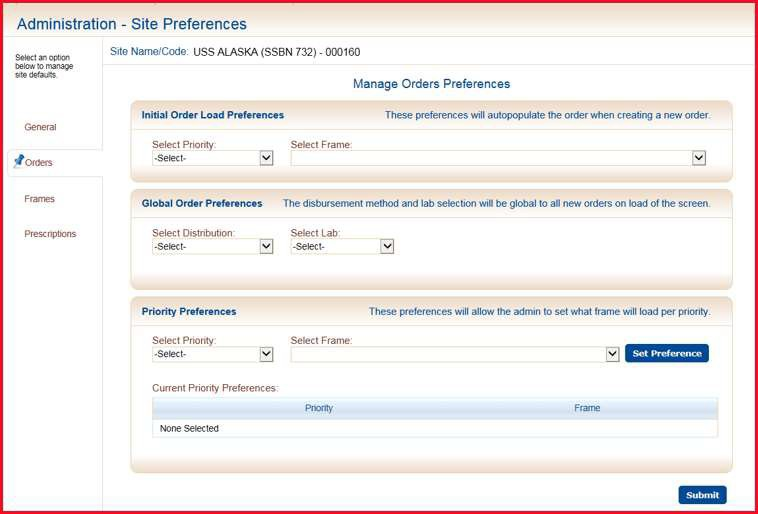 Administration - Site Preferences
Select an option
below to manage
site defaults.
General
Orders
Frames
Prescriptions
Site Name/Code: USS ALASKA (SSBN 732) - 000160
Manage Orders Preferences
Initial Order Load Preferences These preferences will autopopulate the order when creating a new order.
Select Priority: Select Frame:
-Select-
Global Order Preferences The disbursement method and lab selection will be global to all new orders on load of the screen.
Select Distribution: Select Lab:
-Select- -Select-
Priority Preferences These preferences will allow the admin to set what frame will load per priority.
Select Priority: Select Frame:
-Select- Set Preference
Current Priority Preferences:
Priority Frame
None Selected
Submit